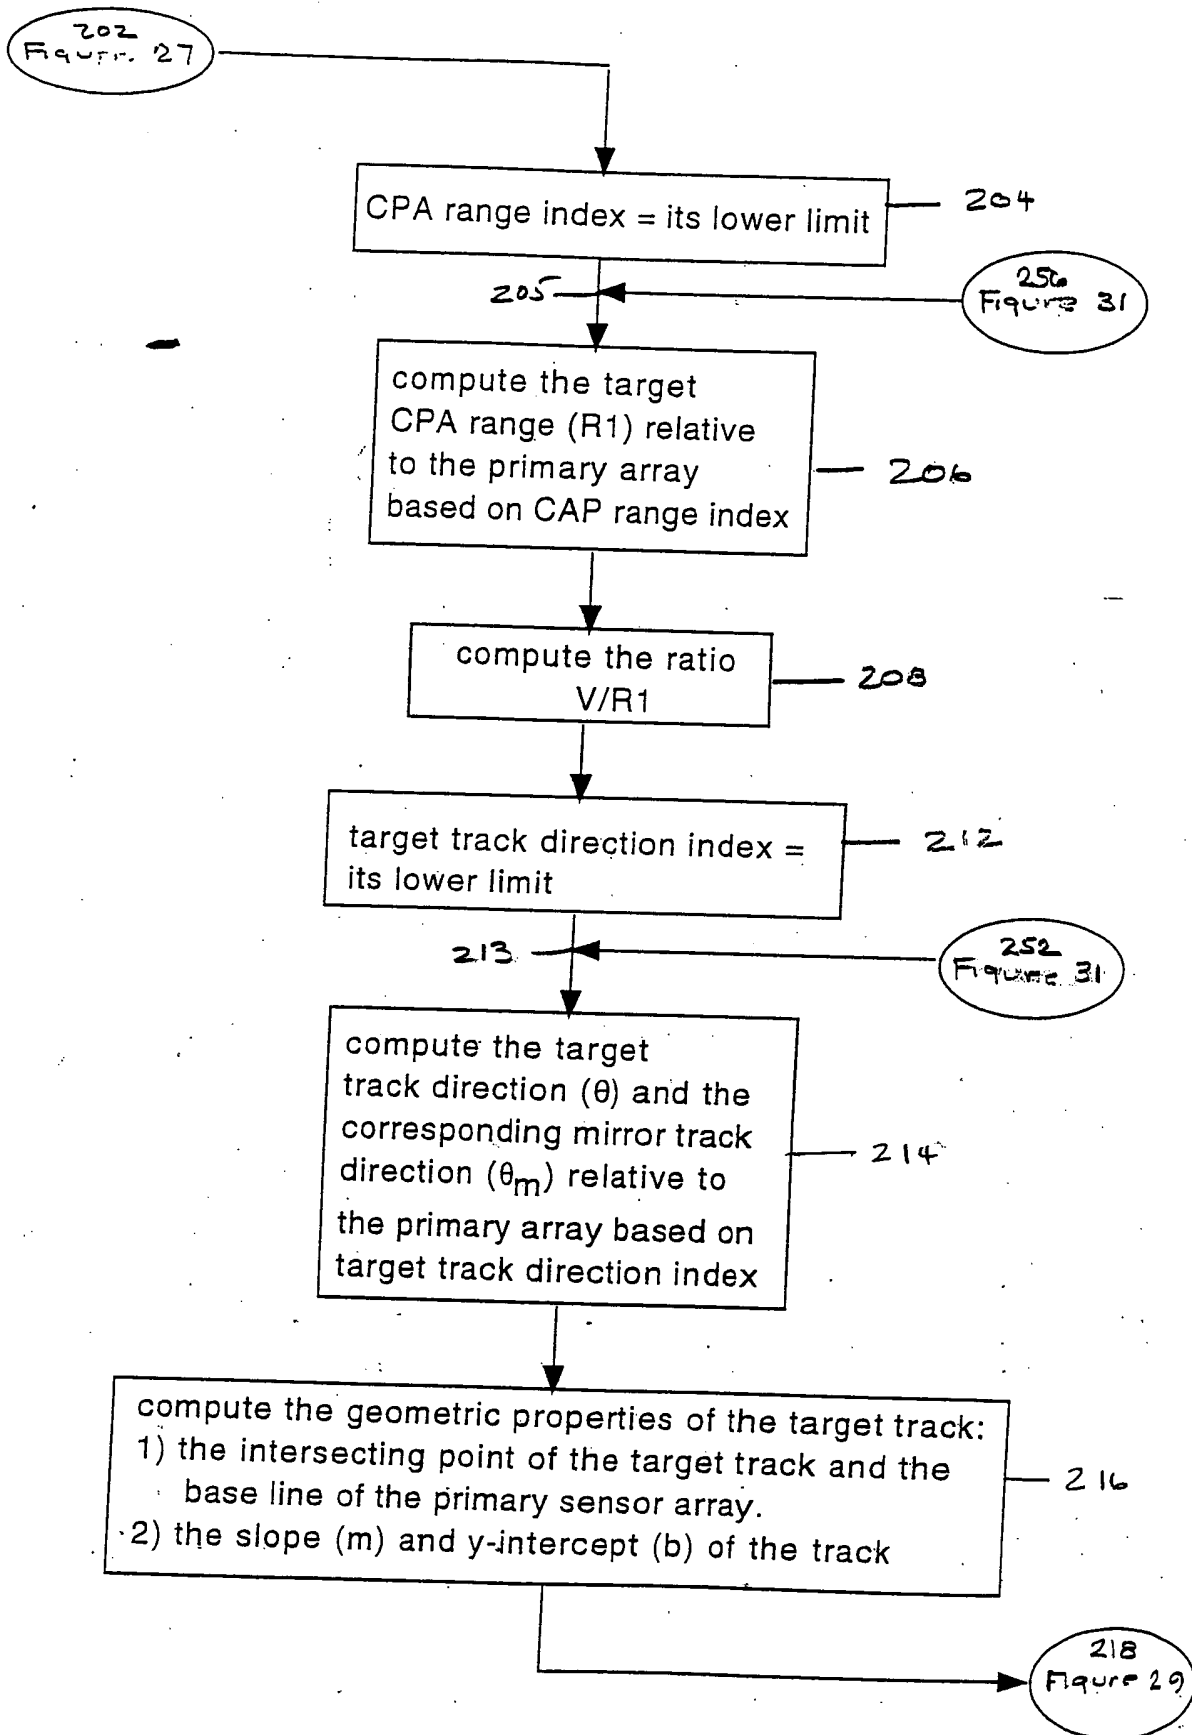 202
Figure 27
CPA range index = its lower limit
204
205
256
Figure 31
compute the target
CPA range (R1) relative
to the primary array
based on CAP range index
206
compute the ratio
V/R1
208
target track direction index =
its lower limit
212
213
252
Figure 31
compute the target
track direction (θ) and the
corresponding mirror track
direction (θm) relative to
the primary array based on
target track direction index
214
compute the geometric properties of the target track:
1) the intersecting point of the target track and the
base line of the primary sensor array.
2) the slope (m) and y-intercept (b) of the track
216
218
Figure 29